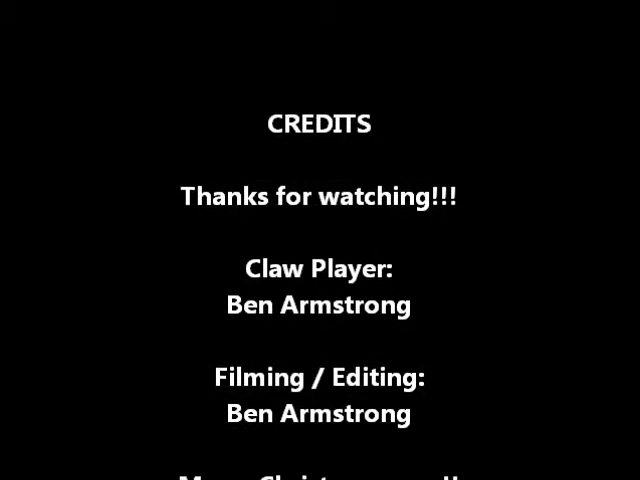 CREDITS
Thanks for watching!!!
Claw Player:
Ben Armstrong
Filming / Editing:
Ben Armstrong